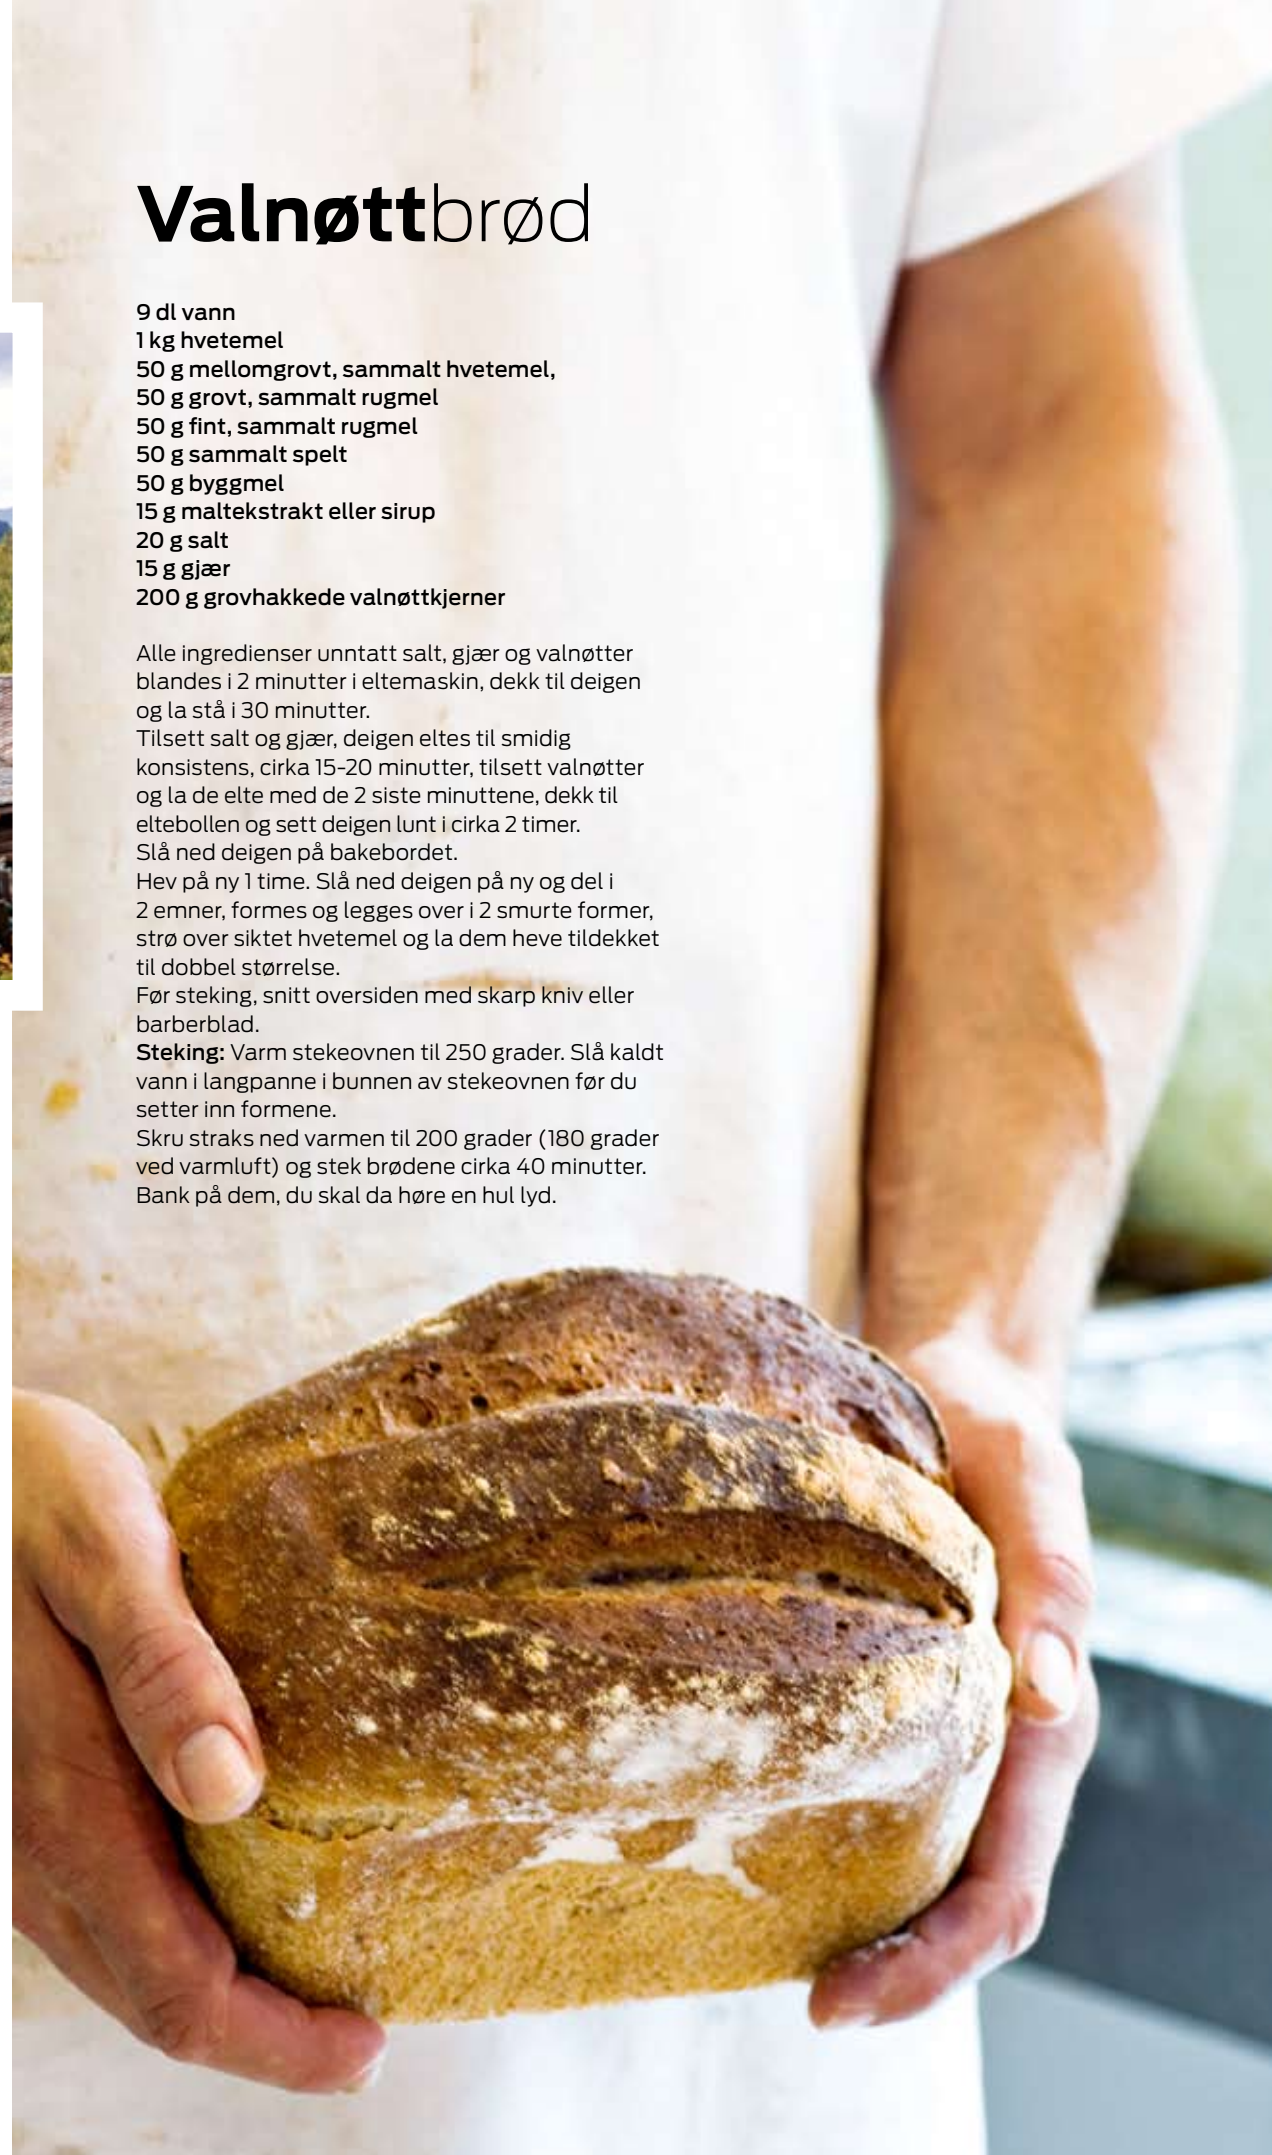 Valnøttbrød
9 dl vann
1 kg hvetemel
50 g mellomgrovt, sammalt hvetemel,
50 g grovt, sammalt rugmel
50 g fint, sammalt rugmel
50 g sammalt spelt
50 g byggmel
15 g maltekstrakt eller sirup
20 g salt
15 g gjær
200 g grovhakkede valnøttkjerner
Alle ingredienser unntatt salt, gjær og valnøtter
blandes i 2 minutter i eltemaskin, dekk til deigen
og la stå i 30 minutter.
Tilsett salt og gjær, deigen eltes til smidig
konsistens, cirka 15-20 minutter, tilsett valnøtter
og la de elte med de 2 siste minuttene, dekk til
eltebollen og sett deigen lunt i cirka 2 timer.
Slå ned deigen på bakebordet.
Hev på ny 1 time. Slå ned deigen på ny og del i
2 emner, formes og legges over i 2 smurte former,
strø over siktet hvetemel og la dem heve tildekket
til dobbel størrelse.
Før steking, snitt oversiden med skarp kniv eller
barberblad.
Steking: Varm stekeovnen til 250 grader. Slå kaldt
vann i langpanne i bunnen av stekeovnen før du
setter inn formene.
Skru straks ned varmen til 200 grader (180 grader
ved varmluft) og stek brødene cirka 40 minutter.
Bank på dem, du skal da høre en hul lyd.